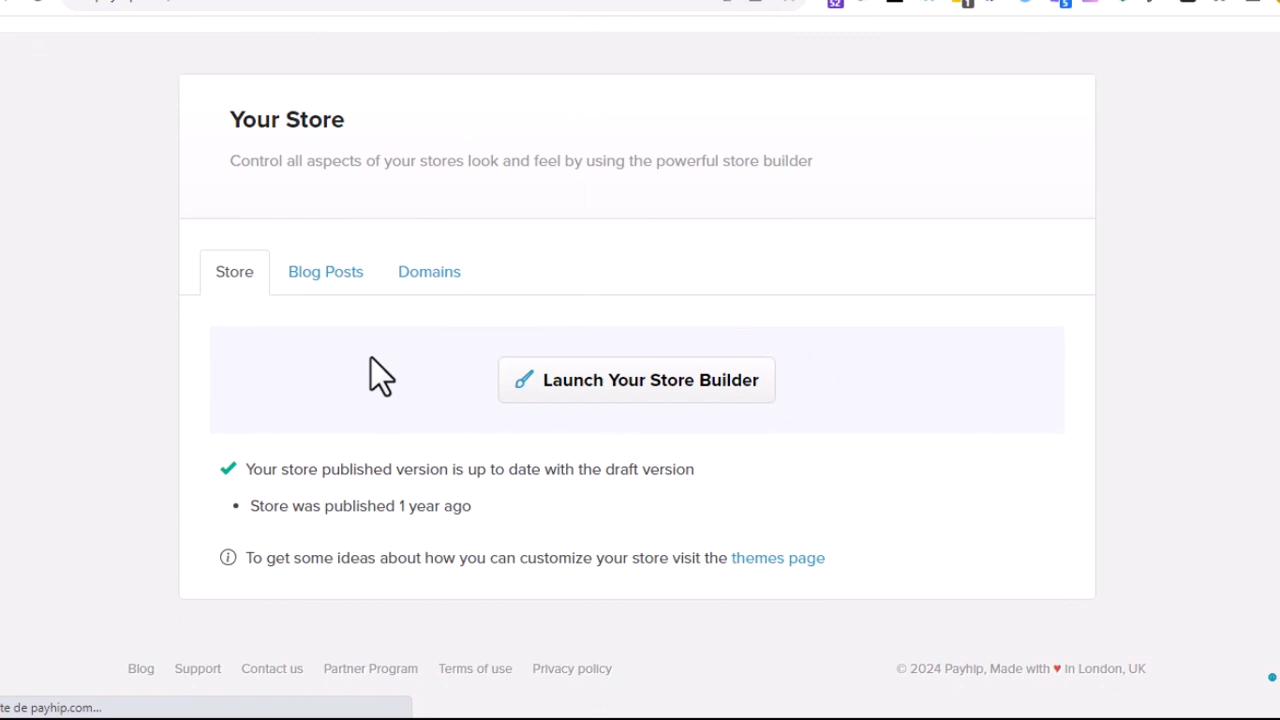 Your Store
Control all aspects of your stores look and feel by using the powerful store builder
Store
Blog Posts
Domains
Launch Your Store Builder
Your store published version is up to date with the draft version
• Store was published 1 year ago
To get some ideas about how you can customize your store visit the themes page
Blog
Support
Contact us
Partner Program
Terms of use
Privacy policy
© 2024 Payhip, Made with ♥ in London, UK
te de payhip.com...